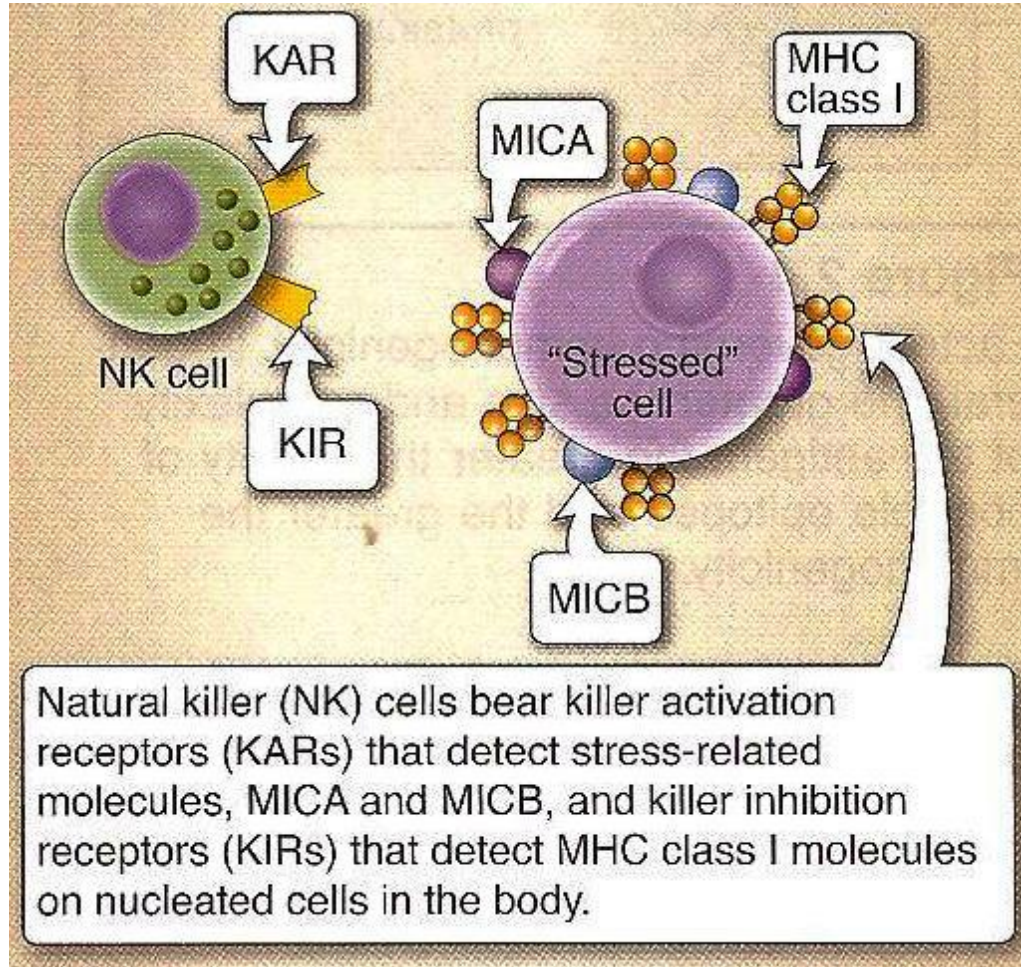 KAR
MHC
class I
MICA
"Stressed"
cell
NK cell
KIR
MICB
Natural killer (NK) cells bear killer activation
receptors (KARs) that detect stress-related
molecules, MICA and MICB, and killer inhibition
receptors (KIRs) that detect MHC class I molecules
on nucleated cells in the body.